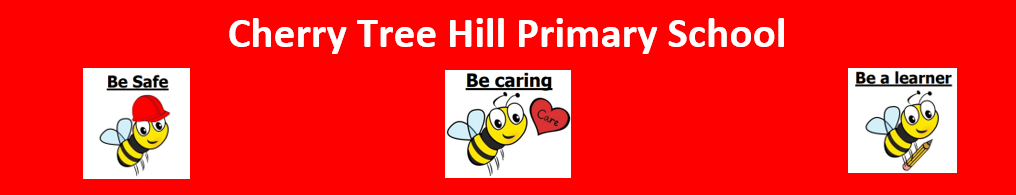 Cherry Tree Hill Primary School
Be Safe
Be caring
Care
Be a learner